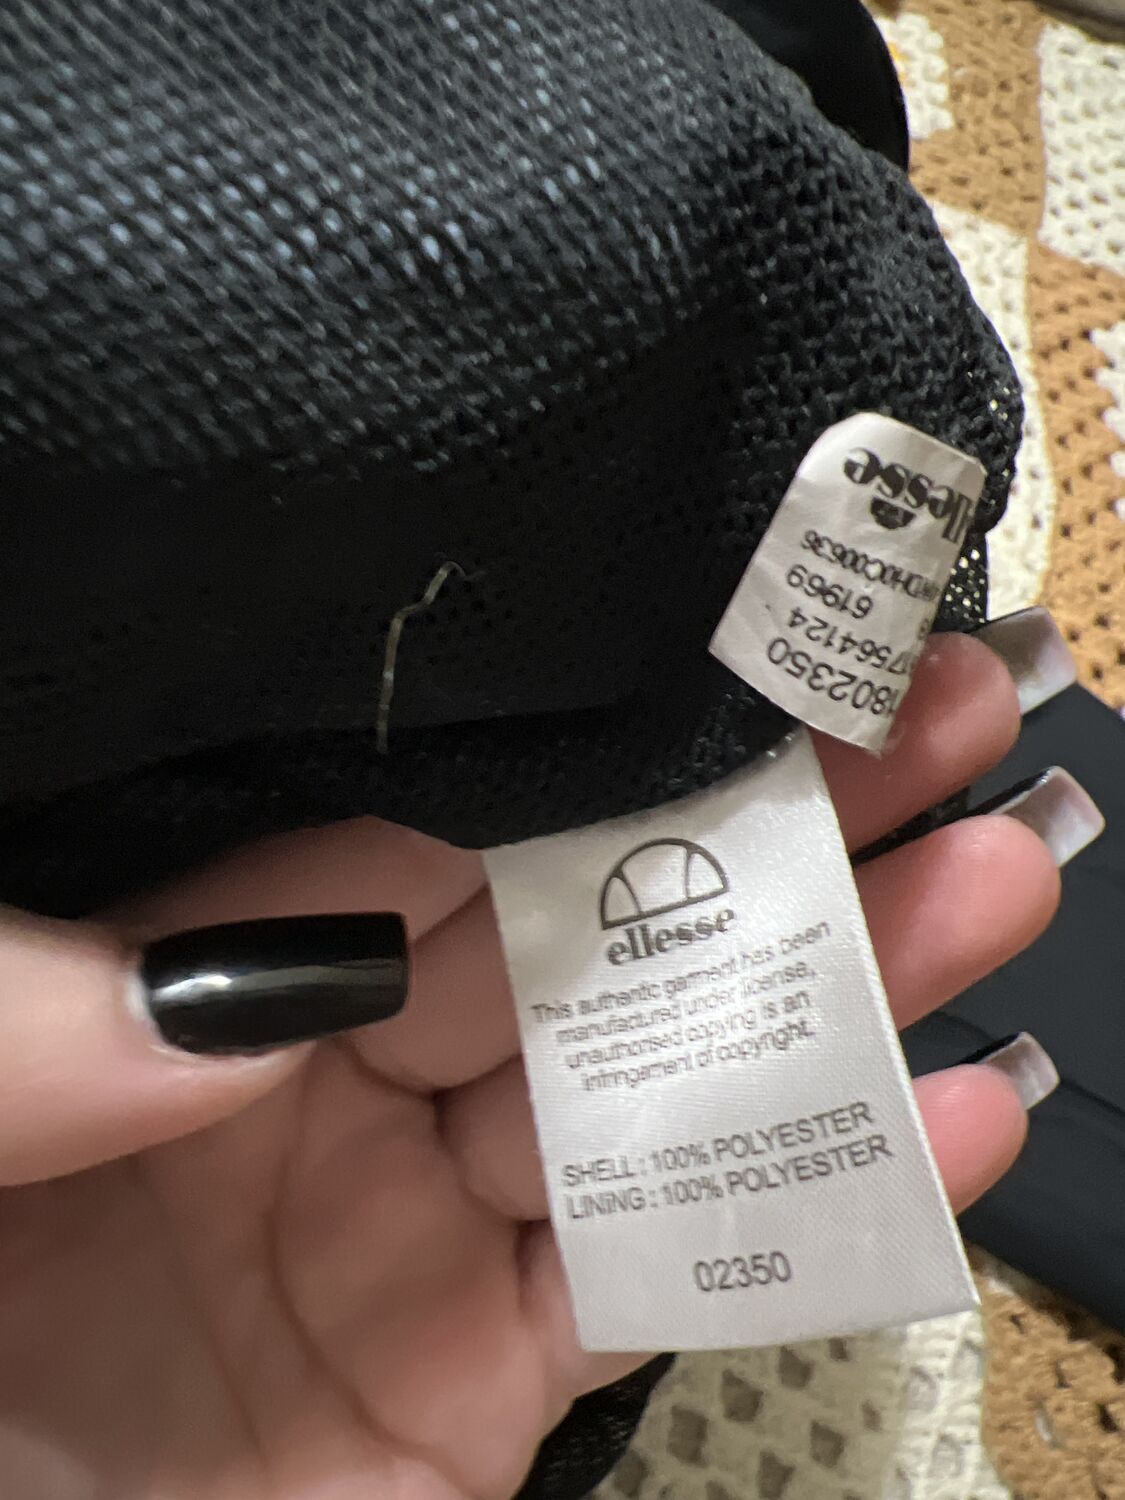 ellesse
This authentic garment has been
manufactured under license,
unauthorised copying is an
infringement of copyright.
SHELL : 100% POLYESTER
LINING : 100% POLYESTER
02350
ellesse
61969